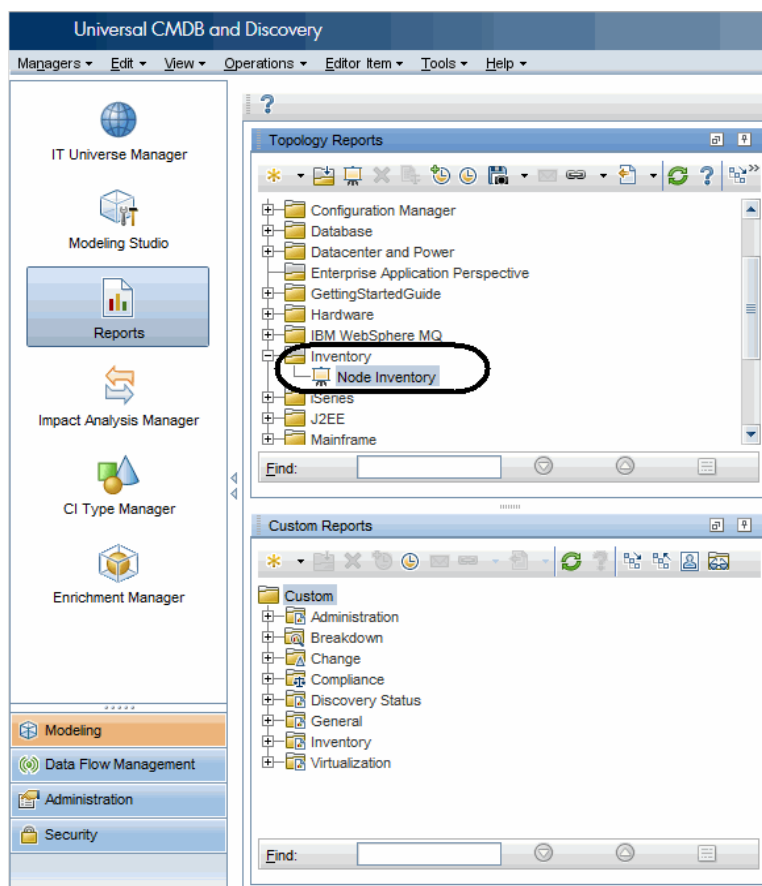 Universal CMDB and Discovery
Managers Edit View Operations Editor Item Tools Help
IT Universe Manager
Modeling Studio
Reports
Impact Analysis Manager
CI Type Manager
Enrichment Manager
Modeling
Data Flow Management
Administration
Security
Topology Reports
Configuration Manager
Database
Datacenter and Power
Enterprise Application Perspective
GettingStartedGuide
Hardware
IBM WebSphere MQ
Inventory
Node Inventory
iSeries
J2EE
Mainframe
Find:
Custom Reports
Custom
Administration
Breakdown
Change
Compliance
Discovery Status
General
Inventory
Virtualization
Find: